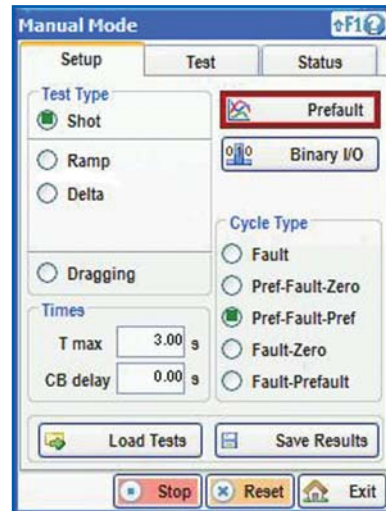 Manual Mode
F1
Setup
Test
Status
Test Type
Shot
Ramp
Delta
Dragging
Prefault
Binary I/O
Cycle Type
Fault
Pref-Fault-Zero
Pref-Fault-Pref
Fault-Zero
Fault-Prefault
Times
T max 3.00 s
CB delay 0.00 s
Load Tests
Save Results
Stop
Reset
Exit